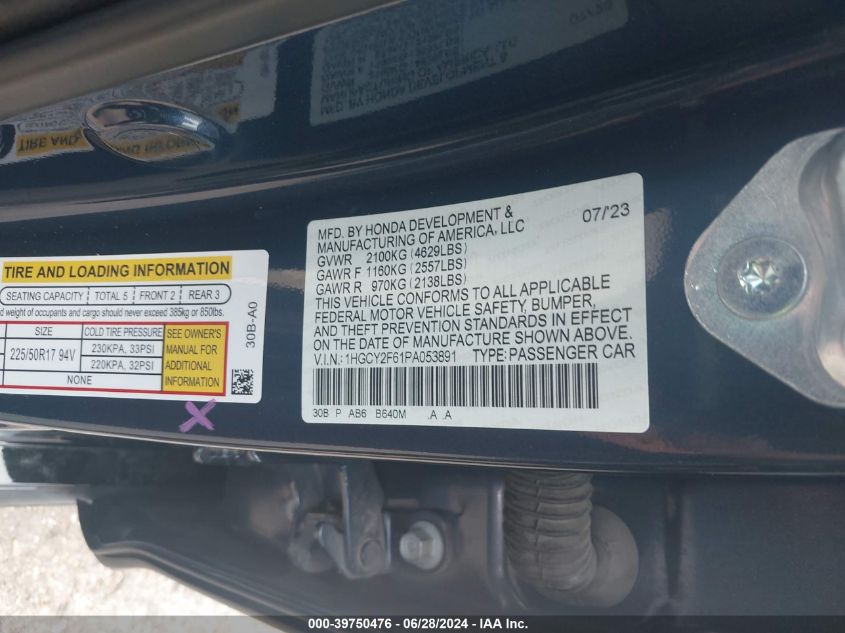 MFD. BY HONDA DEVELOPMENT & 07/'23
MANUFACTURING OF AMERICA, LLC
GVWR 2100KG (4629LBS)
GAWR F 1160KG (2557LBS)
GAWR R 970KG (2138LBS)
THIS VEHICLE CONFORMS TO ALL APPLICABLE
FEDERAL MOTOR VEHICLE SAFETY, BUMPER,
AND THEFT PREVENTION STANDARDS IN EFFECT
ON THE DATE OF MANUFACTURE SHOWN ABOVE.
V.I.N.: 1HGCY2F61PA053891 TYPE: PASSENGER CAR
30B P AB6 B640M .A .A
TIRE AND LOADING INFORMATION
SEATING CAPACITY TOTAL 5 FRONT 2 REAR 3
weight of occupants and cargo should never exceed 385kg or 850lbs.
SIZE COLD TIRE PRESSURE SEE OWNER'S
MANUAL FOR
ADDITIONAL
INFORMATION
225/50R17 94V 230KPA, 33PSI
220KPA, 32PSI
NONE
30B-A0
000-39750476 - 06/28/2024 - IAA Inc.